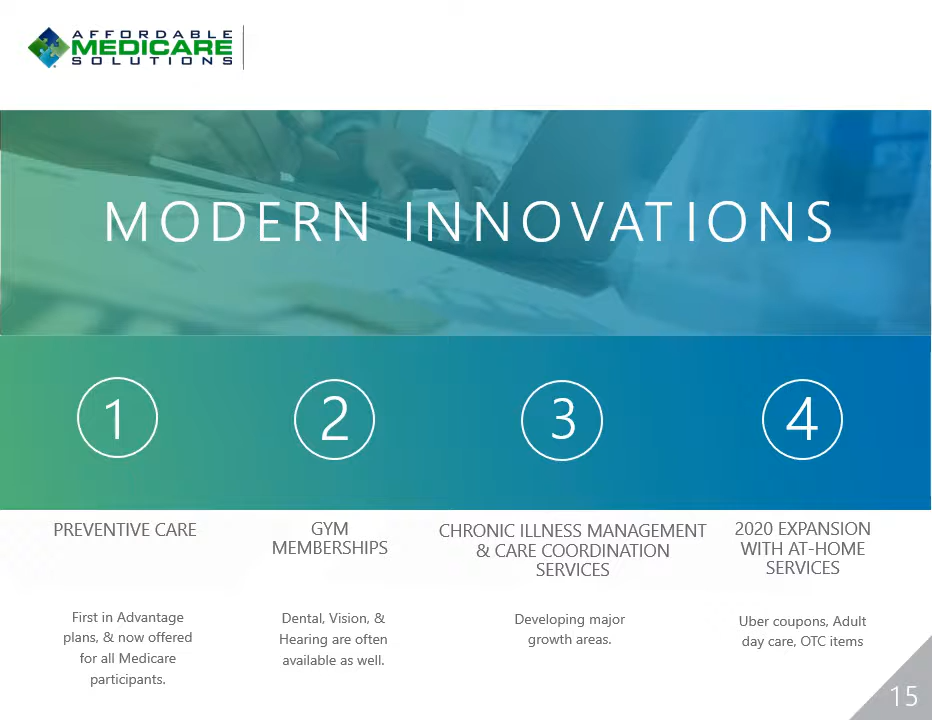 AFFORDABLE
MEDICARE
SOLUTIONS
MODERN INNOVATIONS
1
2
3
4
PREVENTIVE CARE
First in Advantage
plans, & now offered
for all Medicare
participants.
GYM
MEMBERSHIPS
Dental, Vision, &
Hearing are often
available as well.
CHRONIC ILLNESS MANAGEMENT
& CARE COORDINATION
SERVICES
Developing major
growth areas.
2020 EXPANSION
WITH AT-HOME
SERVICES
Uber coupons, Adult
day care, OTC items
15